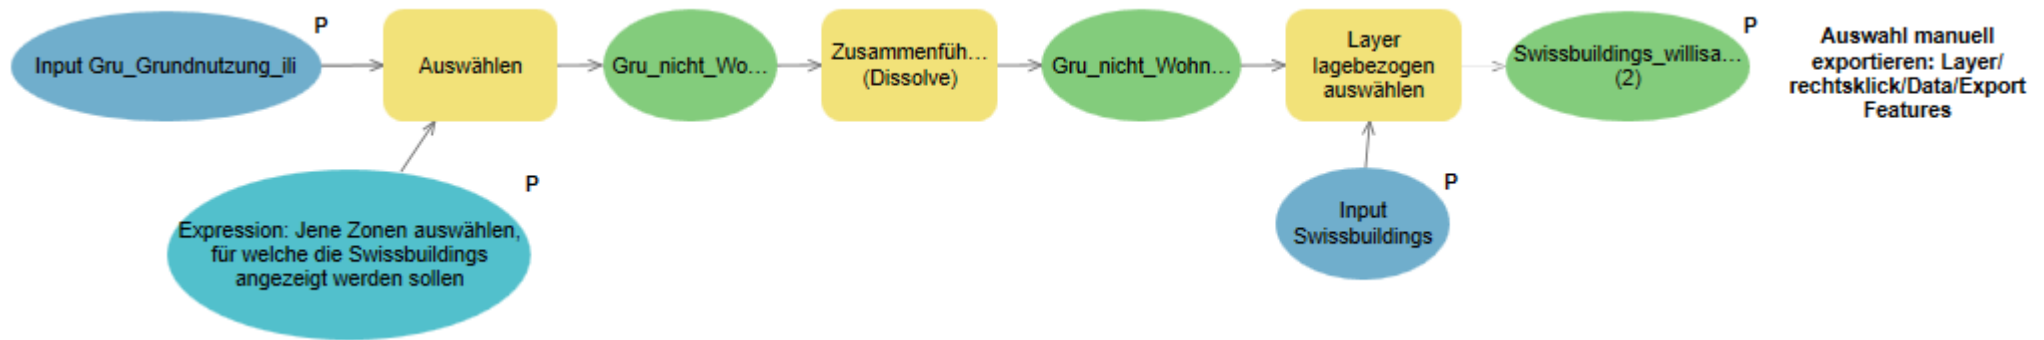 Input Gru_Grundnutzung_ili
P
Auswählen
Gru_nicht_Wo...
Zusammenfüh...
(Dissolve)
Gru_nicht_Wohn...
Layer
lagebezogen
auswählen
Swissbuildings_willisa...
(2)
P
Auswahl manuell
exportieren: Layer/
rechtsklick/Data/Export
Features
Expression: Jene Zonen auswählen,
für welche die Swissbuildings
angezeigt werden sollen
P
Input
Swissbuildings
P